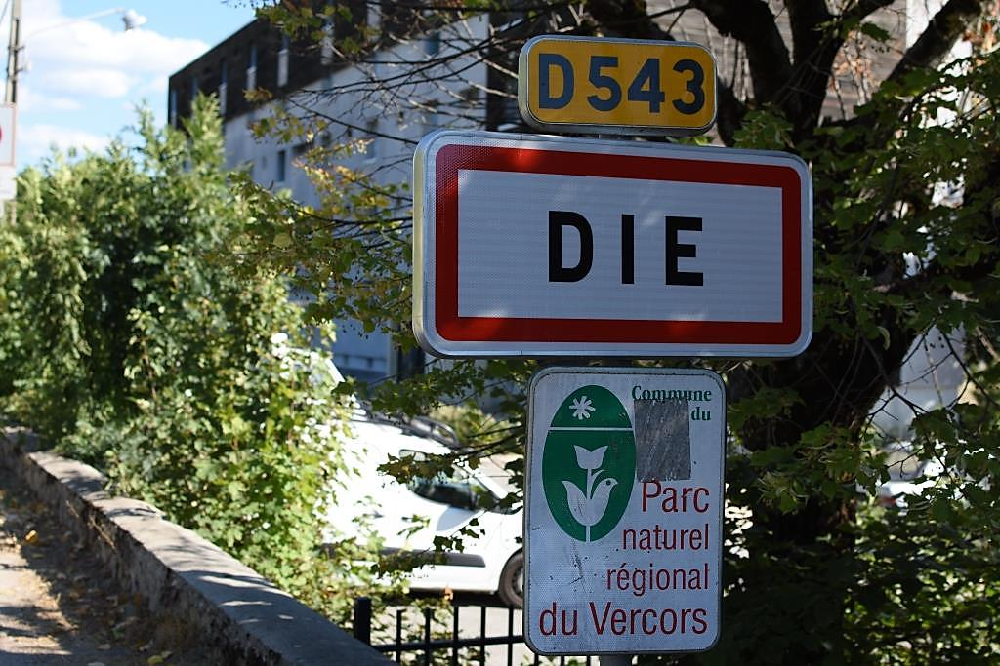 D543
DIE
Commune
du
Parc
naturel
régional
du Vercors